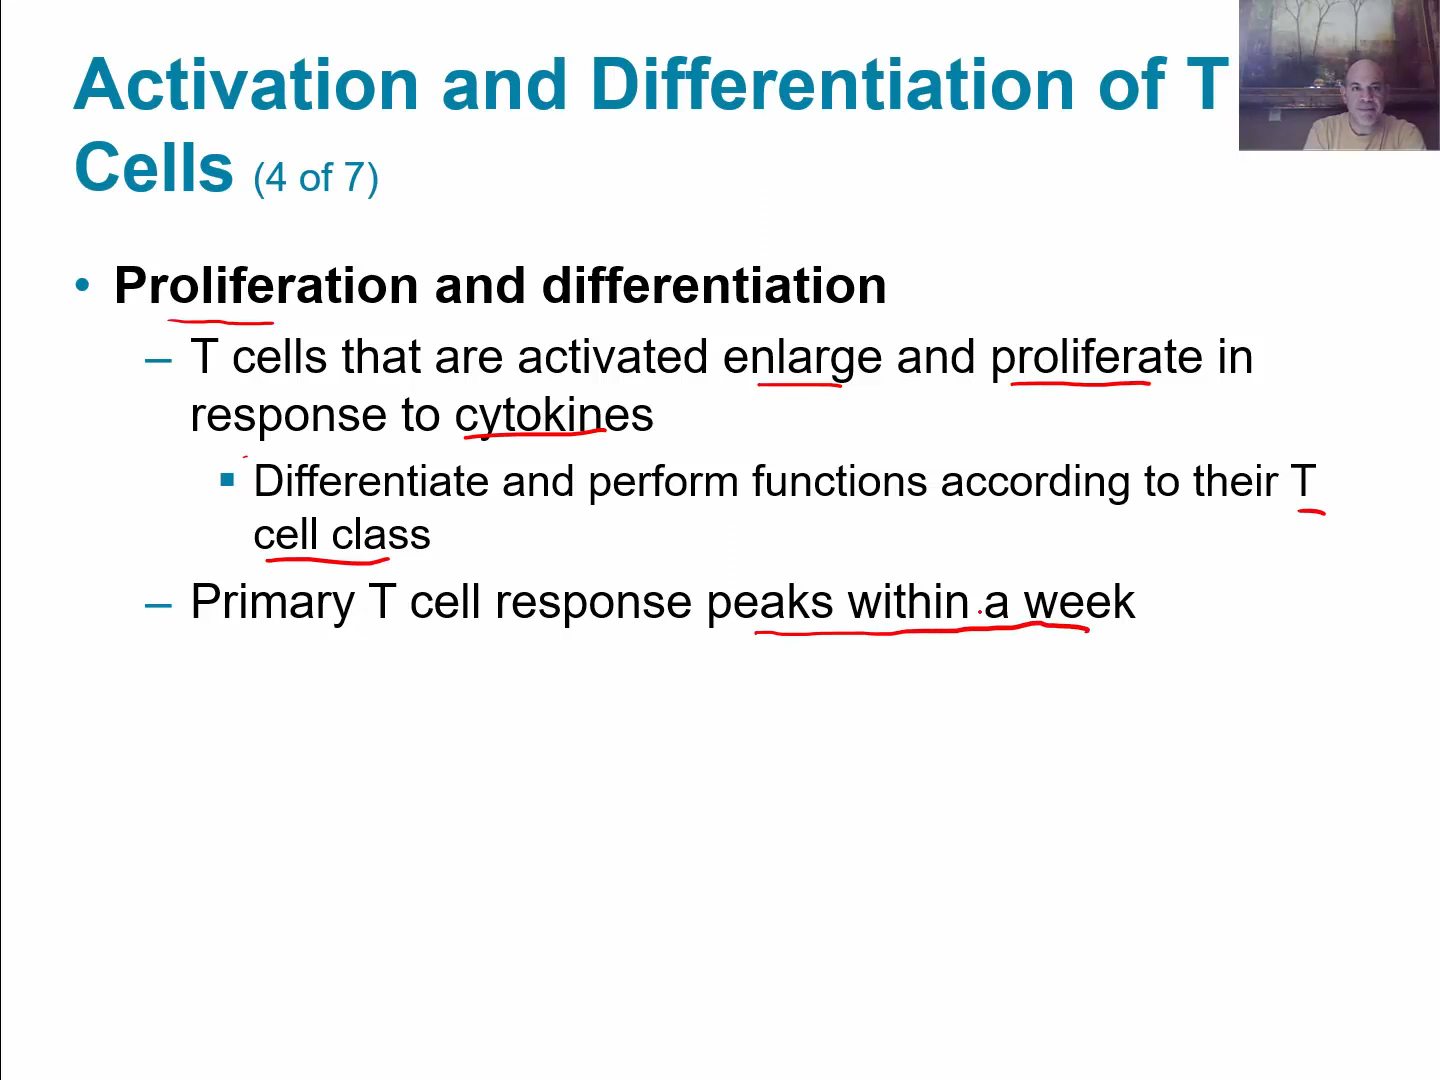 Activation and Differentiation of T
Cells (4 of 7)
• Proliferation and differentiation
– T cells that are activated enlarge and proliferate in
response to cytokines
▪ Differentiate and perform functions according to their T
cell class
– Primary T cell response peaks within a week